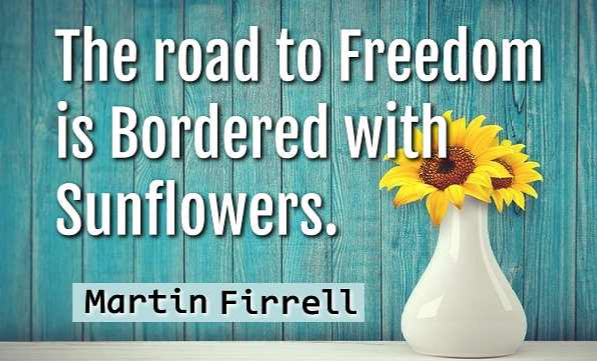 The road to Freedom
is Bordered with
Sunflowers.
Martin Firrell